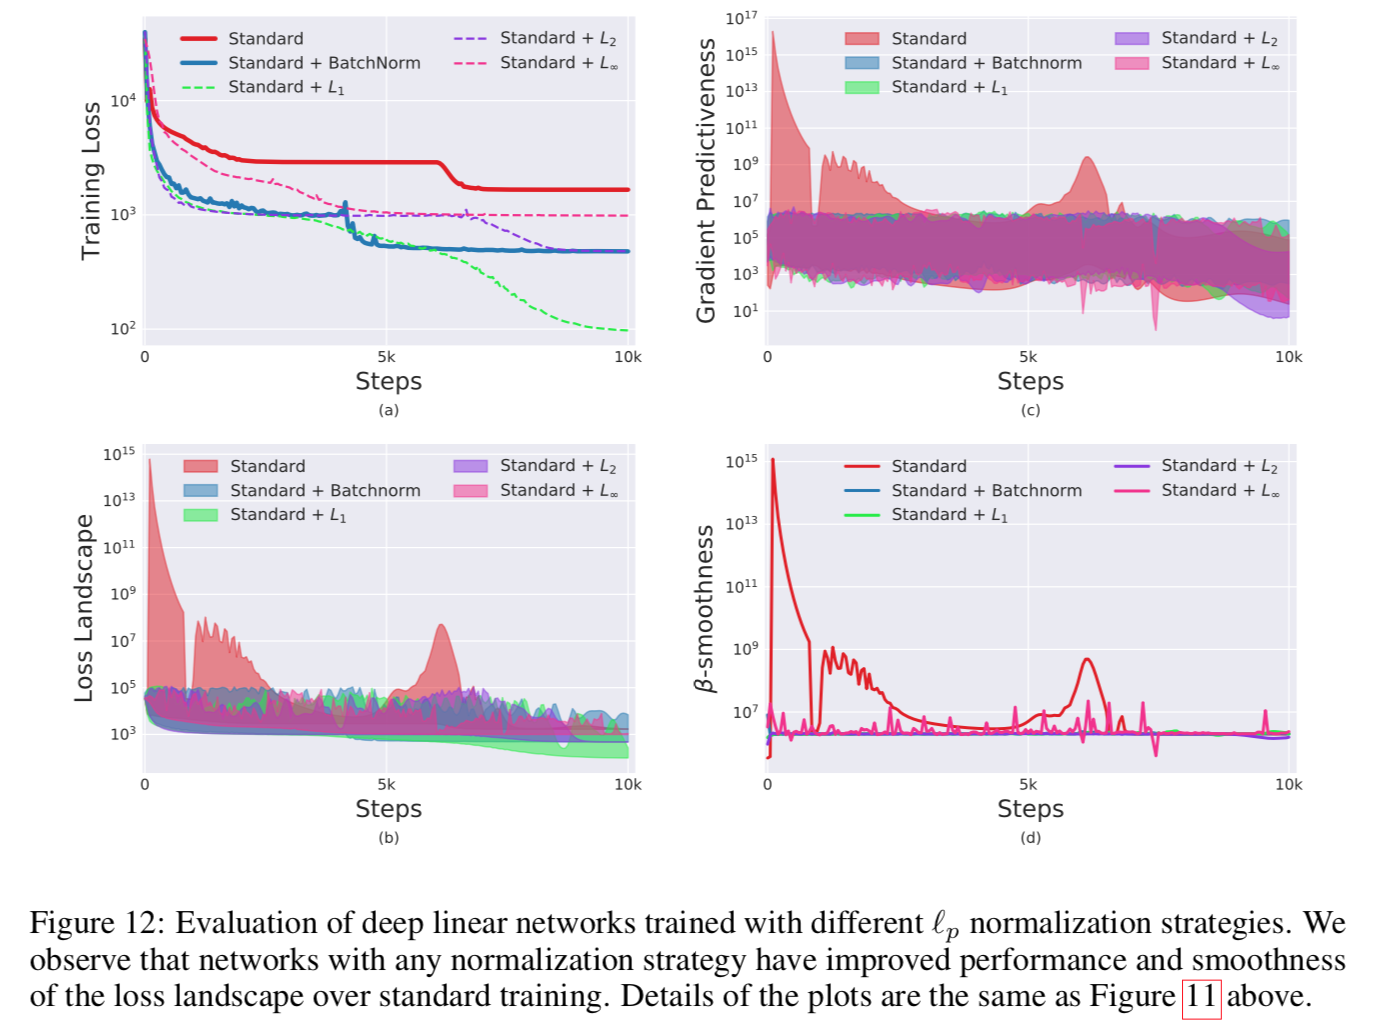 Training Loss
10⁴
10³
10²
Standard
Standard + BatchNorm
Standard + L₁
Standard + L₂
Standard + L∞
0
5k
10k
Steps
(a)
Gradient Predictiveness
10¹⁷
10¹⁵
10¹³
10¹¹
10⁹
10⁷
10⁵
10³
10¹
Standard
Standard + Batchnorm
Standard + L₁
Standard + L₂
Standard + L∞
0
5k
10k
Steps
(c)
Loss Landscape
10¹⁵
10¹³
10¹¹
10⁹
10⁷
10⁵
10³
Standard
Standard + Batchnorm
Standard + L₁
Standard + L₂
Standard + L∞
0
5k
10k
Steps
(b)
β-smoothness
10¹⁵
10¹³
10¹¹
10⁹
10⁷
Standard
Standard + Batchnorm
Standard + L₁
Standard + L₂
Standard + L∞
0
5k
10k
Steps
(d)
Figure 12: Evaluation of deep linear networks trained with different ℓₚ normalization strategies. We
observe that networks with any normalization strategy have improved performance and smoothness
of the loss landscape over standard training. Details of the plots are the same as Figure 11 above.